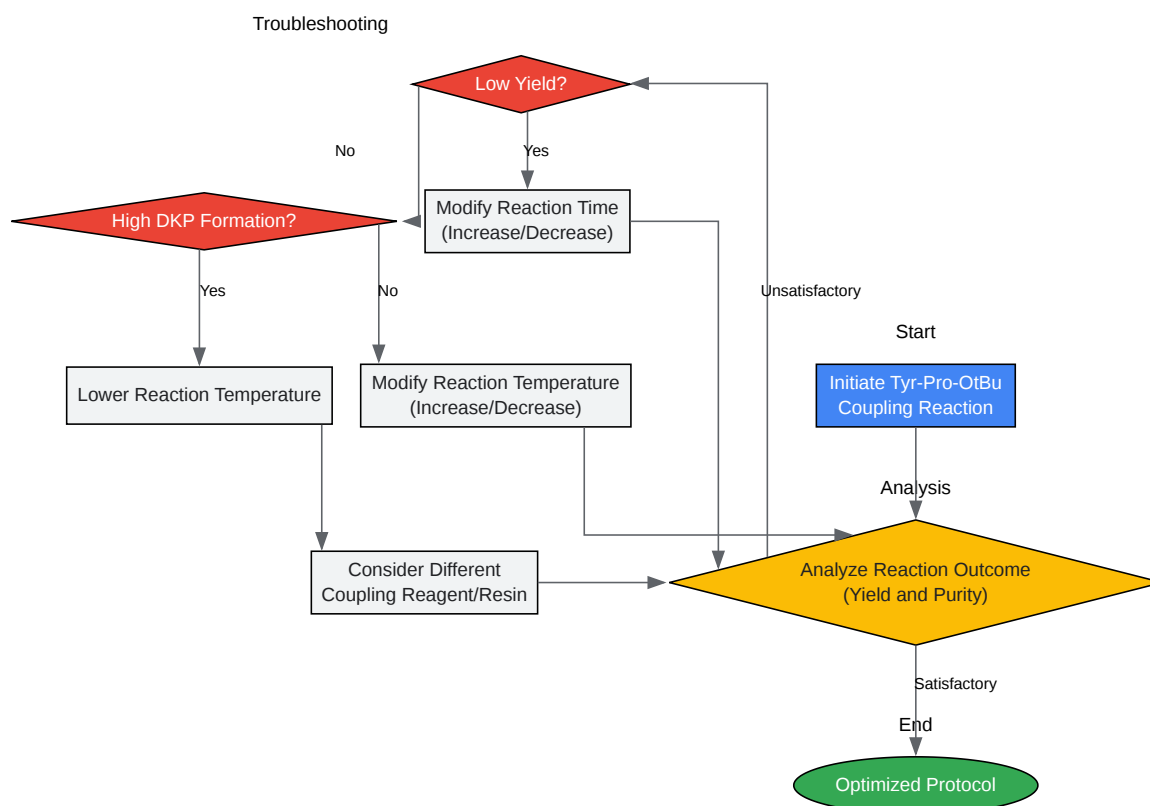 Troubleshooting
Low Yield?
No
Yes
High DKP Formation?
Modify Reaction Time
(Increase/Decrease)
Yes
No
Unsatisfactory
Start
Lower Reaction Temperature
Modify Reaction Temperature
(Increase/Decrease)
Initiate Tyr-Pro-OtBu
Coupling Reaction
Analysis
Consider Different
Coupling Reagent/Resin
Analyze Reaction Outcome
(Yield and Purity)
Satisfactory
End
Optimized Protocol